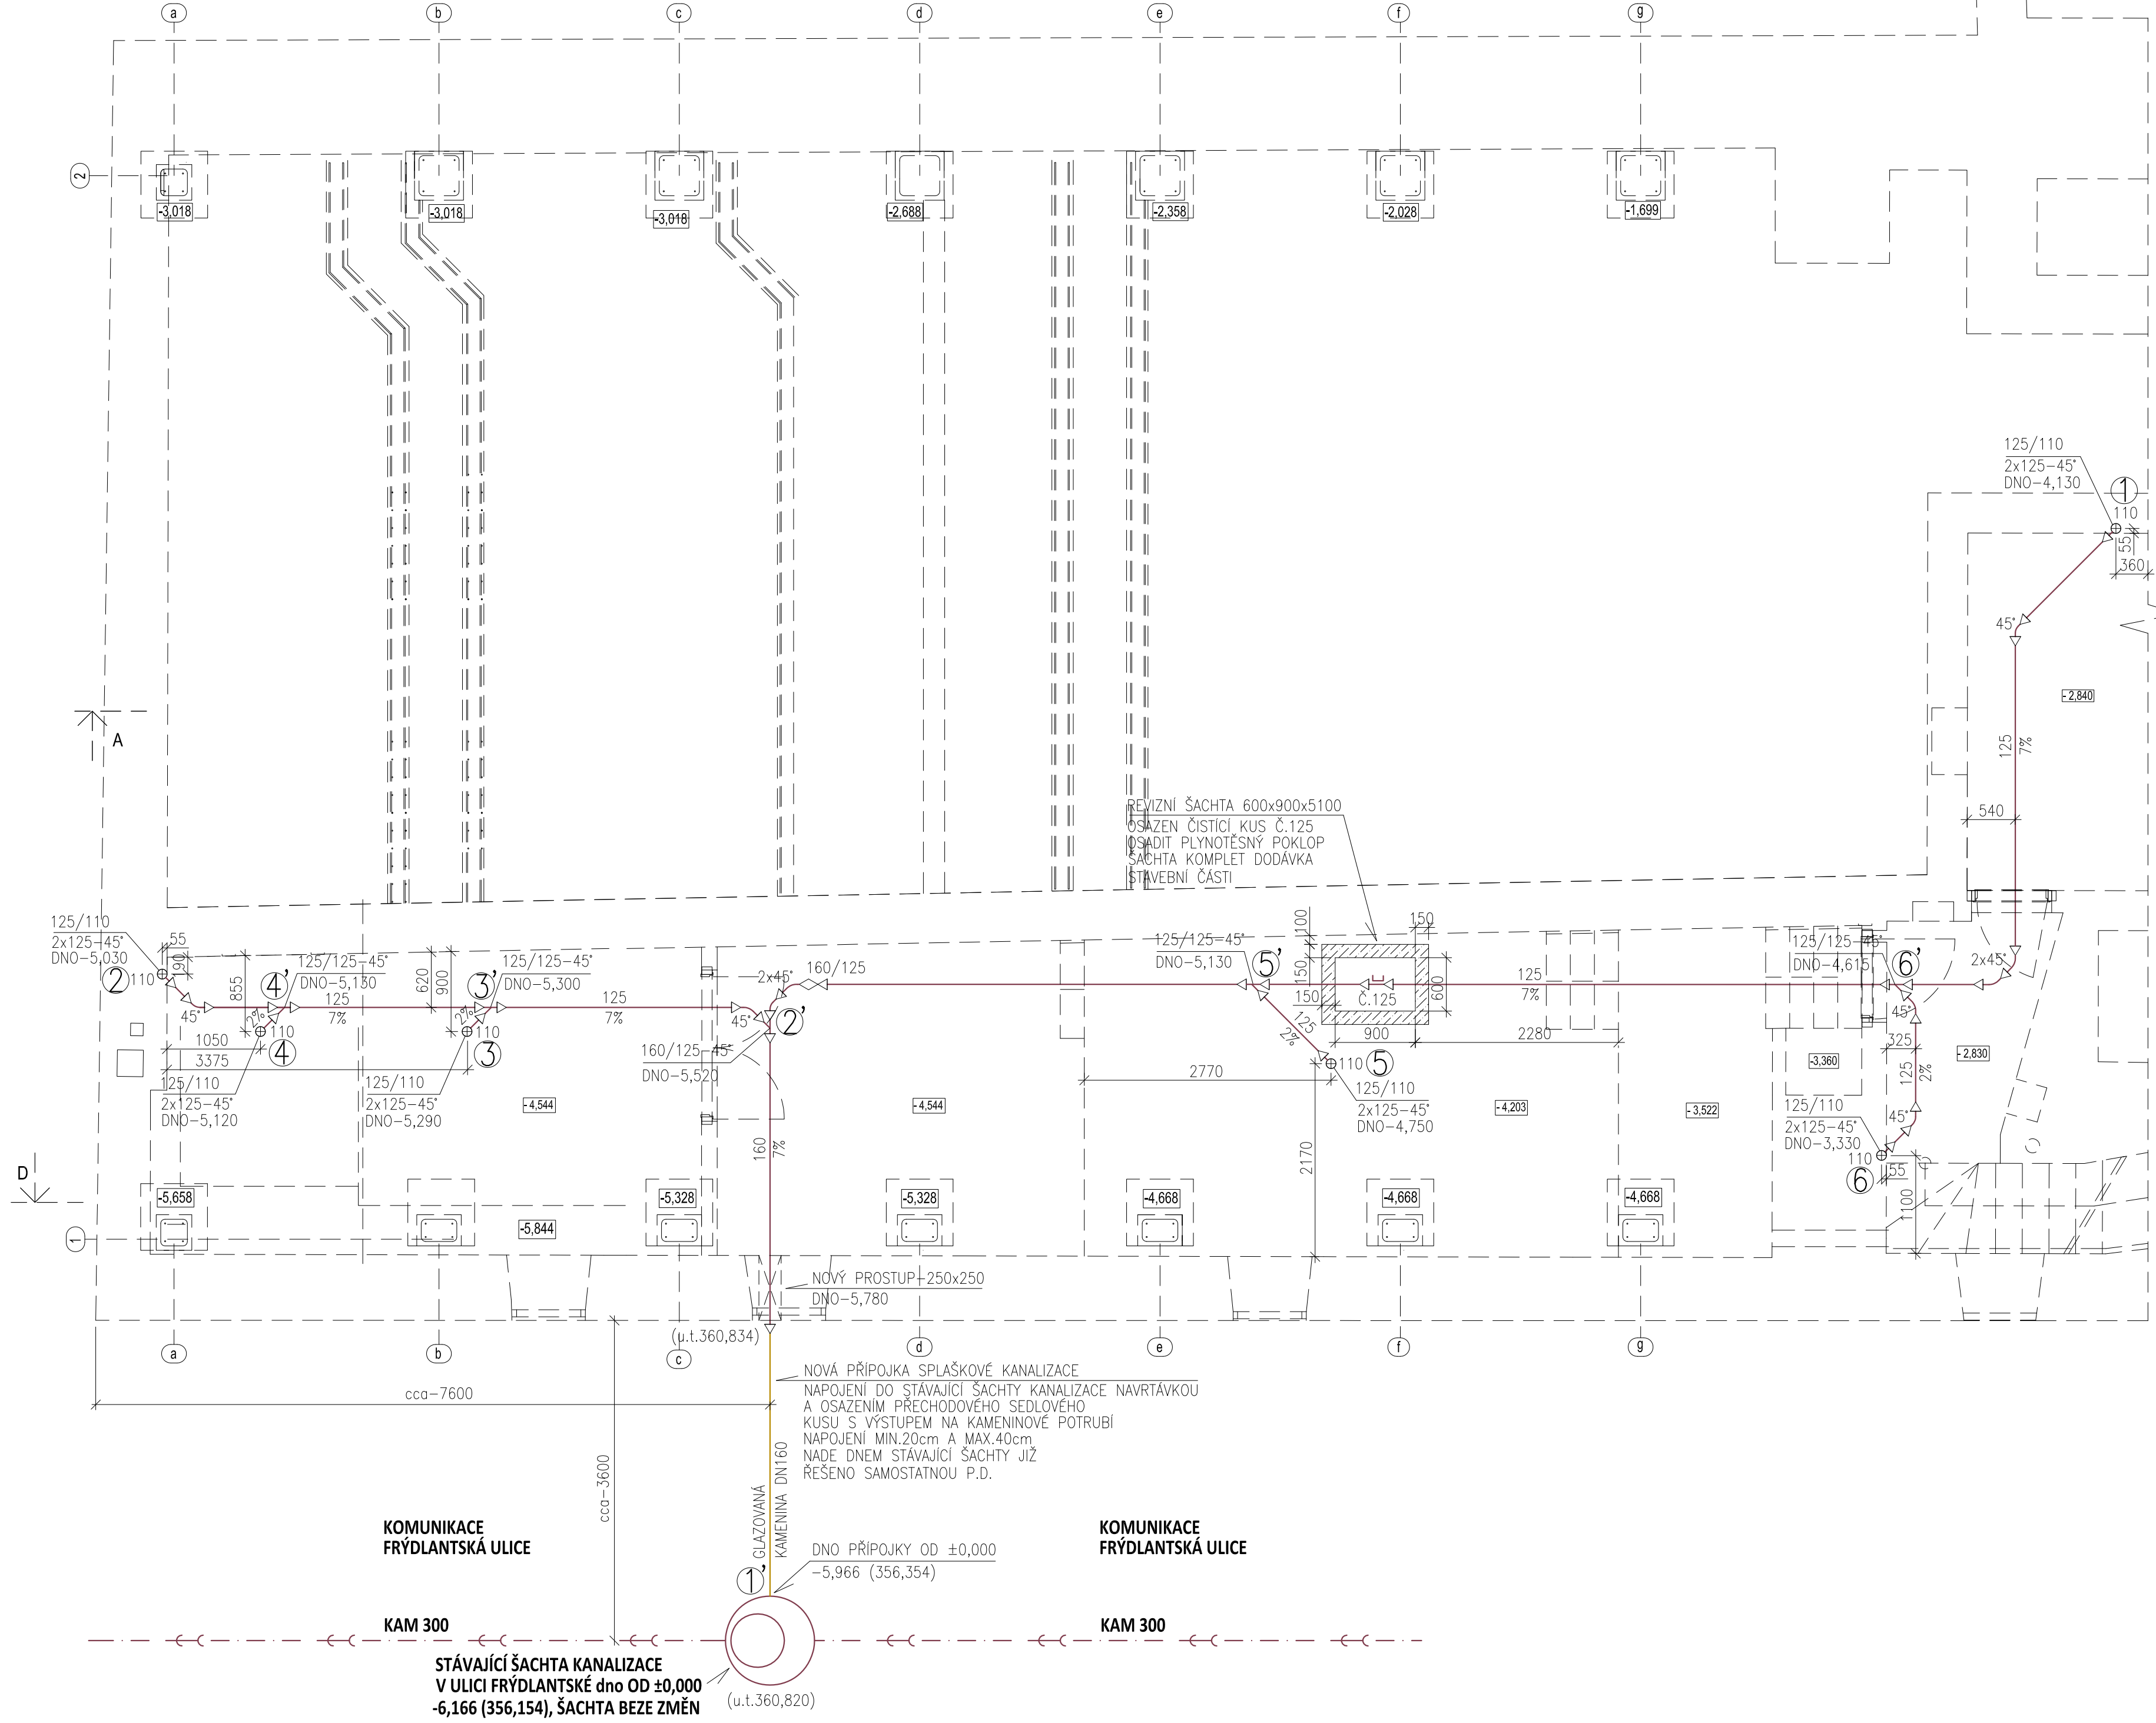 a
b
c
d
e
f
g
2
-3,018
-3,018
-3,018
-2,688
-2,358
-2,028
-1,699
125/110
2x125-45°
DNO-4,130
1
110
55
360
45°
-2,840
125
7%
540
A
REVIZNÍ ŠACHTA 600x900x5100
OSAZEN ČISTÍCÍ KUS Č.125
OSADIT PLYNOTĚSNÝ POKLOP
ŠACHTA KOMPLET DODÁVKA
STAVEBNÍ ČÁSTI
125/110
2x125-45°
DNO-5,030
2
110
55
190
45°
855
4'
125/125-45°
DNO-5,130
125
7%
2%
110
4
1050
3375
620
900
3'
125/125-45°
DNO-5,300
125
7%
2%
110
3
45°
2x45°
160/125
2'
160/125-45°
DNO-5,520
125/110
2x125-45°
DNO-5,120
125/110
2x125-45°
DNO-5,290
-4,544
-4,544
160
7%
125/125-45°
DNO-5,130
5'
100
150
150
150
Č.125
600
900
2280
125
2%
110
5
2770
125/110
2x125-45°
DNO-4,750
2170
125
7%
-4,203
-3,522
-3,360
-2,830
125/125-45°
DNO-4,615
6'
2x45°
45°
325
125
2%
45°
125/110
2x125-45°
DNO-3,330
110
6
55
1100
D
-5,658
-5,844
-5,328
-5,328
-4,668
-4,668
-4,668
1
NOVÝ PROSTUP-250x250
DNO-5,780
(u.t.360,834)
a
b
c
d
e
f
g
cca-7600
cca-3600
NOVÁ PŘÍPOJKA SPLAŠKOVÉ KANALIZACE
NAPOJENÍ DO STÁVAJÍCÍ ŠACHTY KANALIZACE NAVRTÁVKOU
A OSAZENÍM PŘECHODOVÉHO SEDLOVÉHO
KUSU S VÝSTUPEM NA KAMENINOVÉ POTRUBÍ
NAPOJENÍ MIN.20cm A MAX.40cm
NADE DNEM STÁVAJÍCÍ ŠACHTY JIŽ
ŘEŠENO SAMOSTATNOU P.D.
GLAZOVANÁ
KAMENINA DN160
KOMUNIKACE
FRÝDLANTSKÁ ULICE
KOMUNIKACE
FRÝDLANTSKÁ ULICE
DNO PŘÍPOJKY OD ±0,000
-5,966 (356,354)
1'
KAM 300
KAM 300
STÁVAJÍCÍ ŠACHTA KANALIZACE
V ULICI FRÝDLANTSKÉ dno OD ±0,000
-6,166 (356,154), ŠACHTA BEZE ZMĚN
(u.t.360,820)